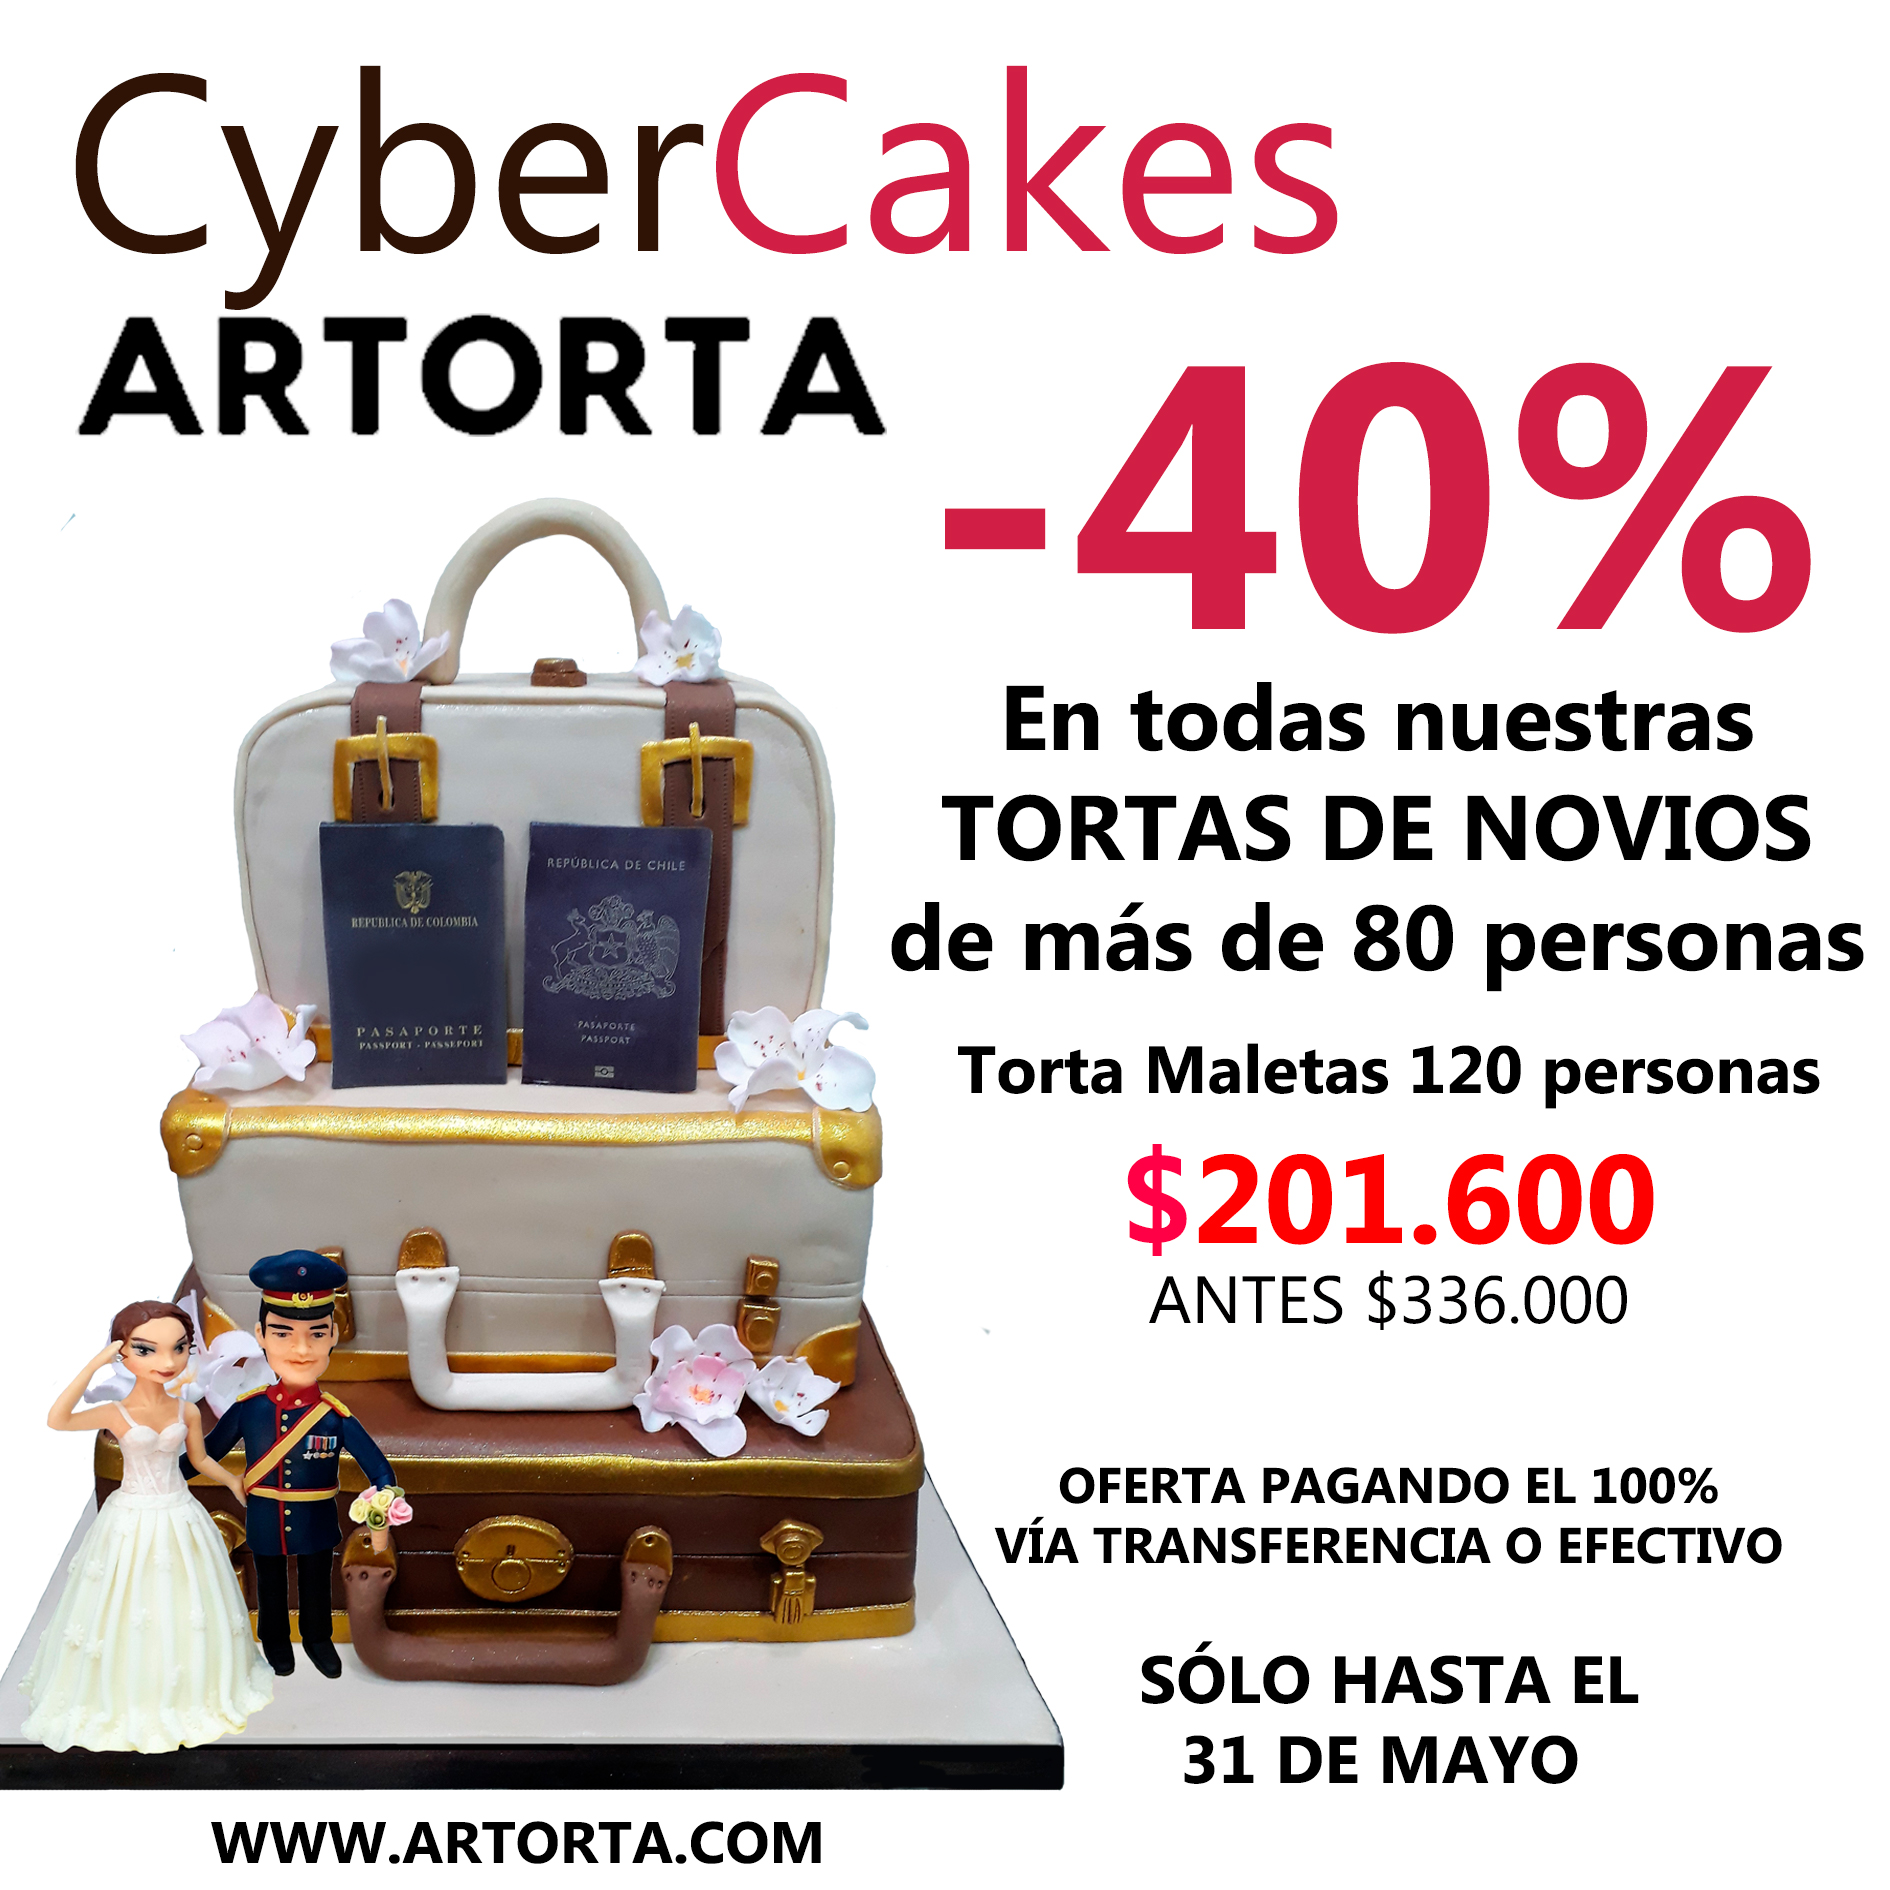 CyberCakes
ARTORTA
-40%
En todas nuestras
TORTAS DE NOVIOS
de más de 80 personas
REPÚBLICA DE CHILE
REPUBLICA DE COLOMBIA
PASAPORTE
PASSPORT - PASSEPORT
PASAPORTE
PASSPORT
Torta Maletas 120 personas
$201.600
ANTES $336.000
OFERTA PAGANDO EL 100%
VÍA TRANSFERENCIA O EFECTIVO
SÓLO HASTA EL
31 DE MAYO
WWW.ARTORTA.COM